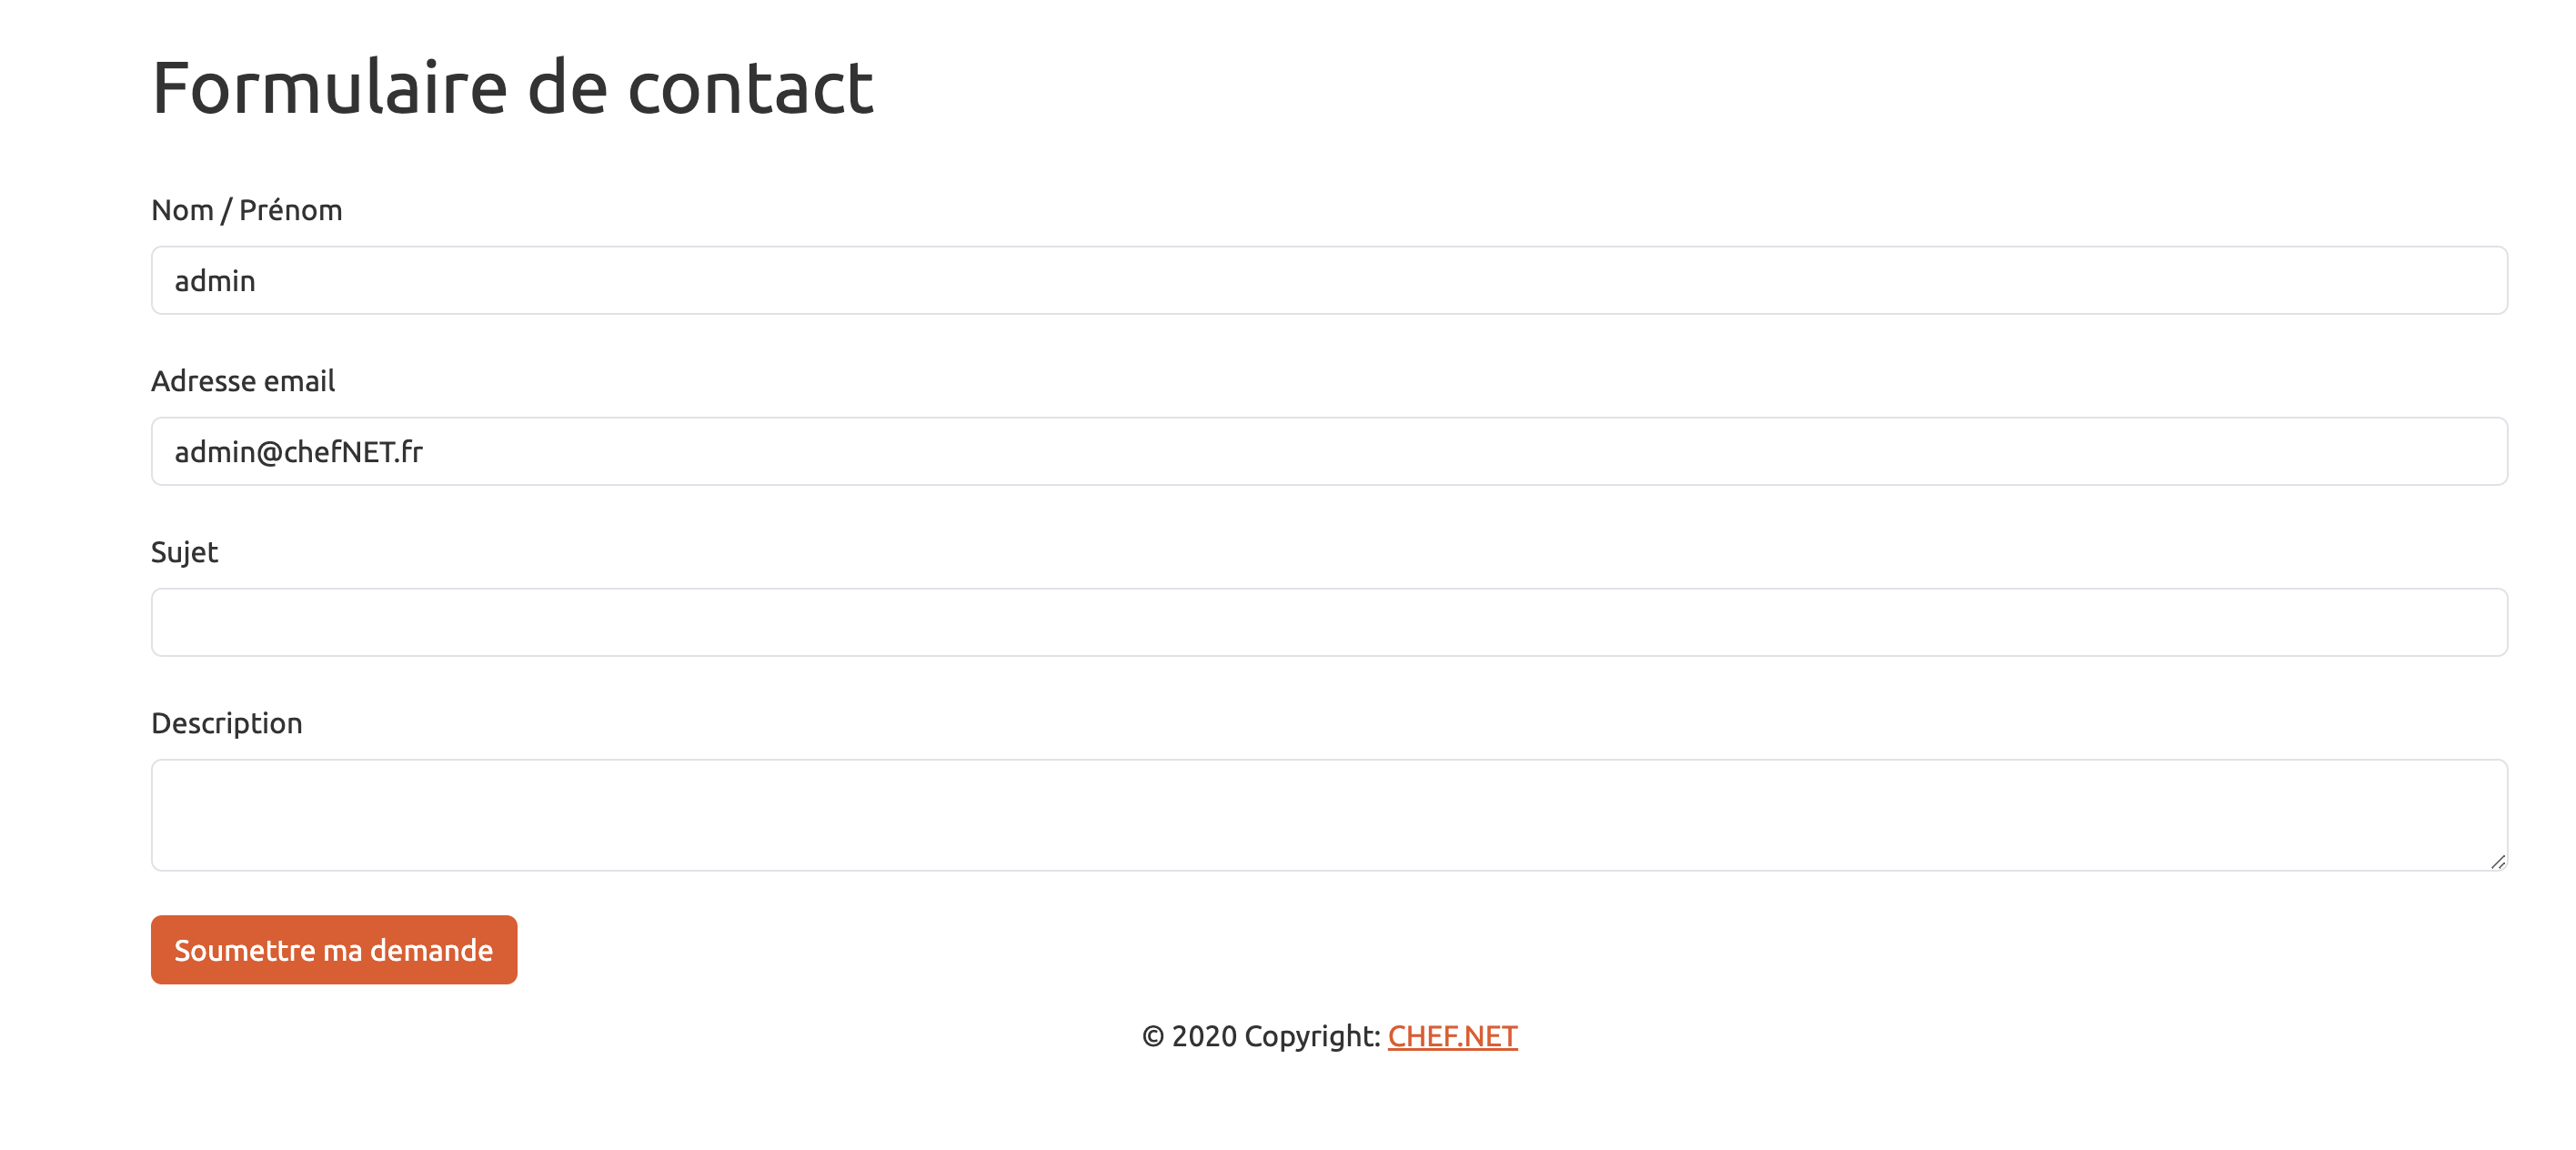 Formulaire de contact
Nom / Prénom
admin
Adresse email
admin@chefNET.fr
Sujet
Description
Soumettre ma demande
© 2020 Copyright: CHEF.NET